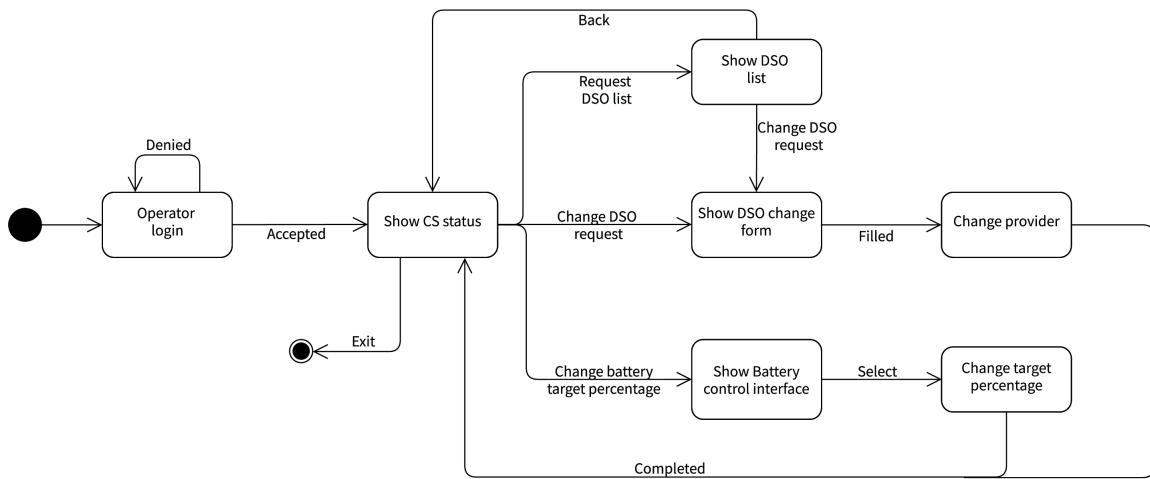 Back
Show DSO
list
Request
DSO list
Change DSO
request
Denied
Operator
login
Accepted
Show CS status
Change DSO
request
Show DSO change
form
Filled
Change provider
Exit
Change battery
target percentage
Show Battery
control interface
Select
Change target
percentage
Completed